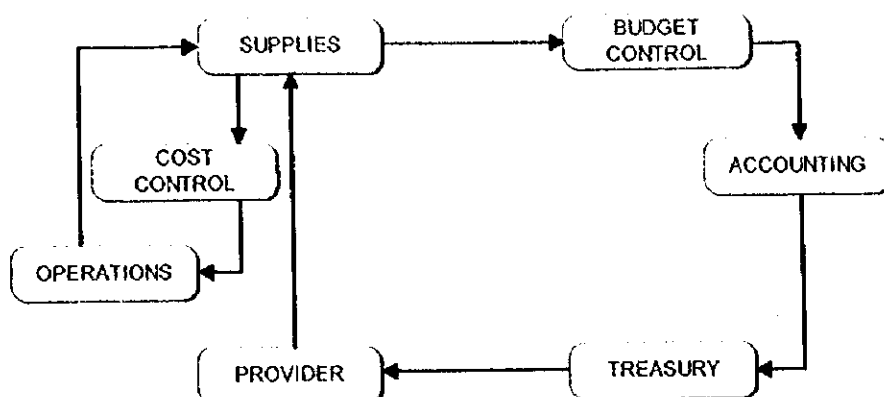 SUPPLIES
BUDGET
CONTROL
COST
CONTROL
ACCOUNTING
OPERATIONS
PROVIDER
TREASURY